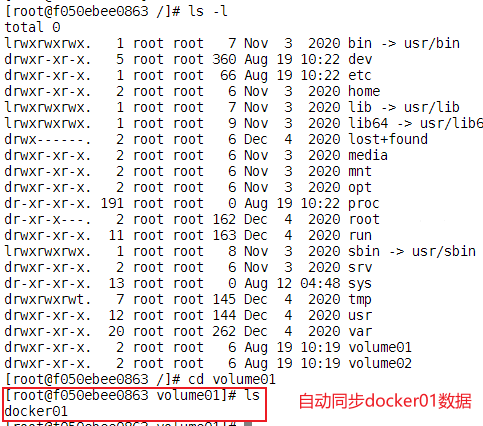 [root@f050ebee0863 /]# ls -l
total 0
lrwxrwxrwx.   1 root root   7 Nov  3  2020 bin -> usr/bin
drwxr-xr-x.   5 root root 360 Aug 19 10:22 dev
drwxr-xr-x.   1 root root  66 Aug 19 10:22 etc
drwxr-xr-x.   2 root root   6 Nov  3  2020 home
lrwxrwxrwx.   1 root root   7 Nov  3  2020 lib -> usr/lib
lrwxrwxrwx.   1 root root   9 Nov  3  2020 lib64 -> usr/lib6
drwx------.   2 root root   6 Dec  4  2020 lost+found
drwxr-xr-x.   2 root root   6 Nov  3  2020 media
drwxr-xr-x.   2 root root   6 Nov  3  2020 mnt
drwxr-xr-x.   2 root root   6 Nov  3  2020 opt
dr-xr-xr-x. 191 root root   0 Aug 19 10:22 proc
dr-xr-x---.   2 root root 162 Dec  4  2020 root
drwxr-xr-x.  11 root root 163 Dec  4  2020 run
lrwxrwxrwx.   1 root root   8 Nov  3  2020 sbin -> usr/sbin
drwxr-xr-x.   2 root root   6 Nov  3  2020 srv
dr-xr-xr-x.  13 root root   0 Aug 12 04:48 sys
drwxrwxrwt.   7 root root 145 Dec  4  2020 tmp
drwxr-xr-x.  12 root root 144 Dec  4  2020 usr
drwxr-xr-x.  20 root root 262 Dec  4  2020 var
drwxr-xr-x.   2 root root   6 Aug 19 10:19 volume01
drwxr-xr-x.   2 root root   6 Aug 19 10:19 volume02
[root@f050ebee0863 /]# cd volume01
[root@f050ebee0863 volume01]# ls
自动同步docker01数据
docker01
[root@f050ebee0863 volume01]#